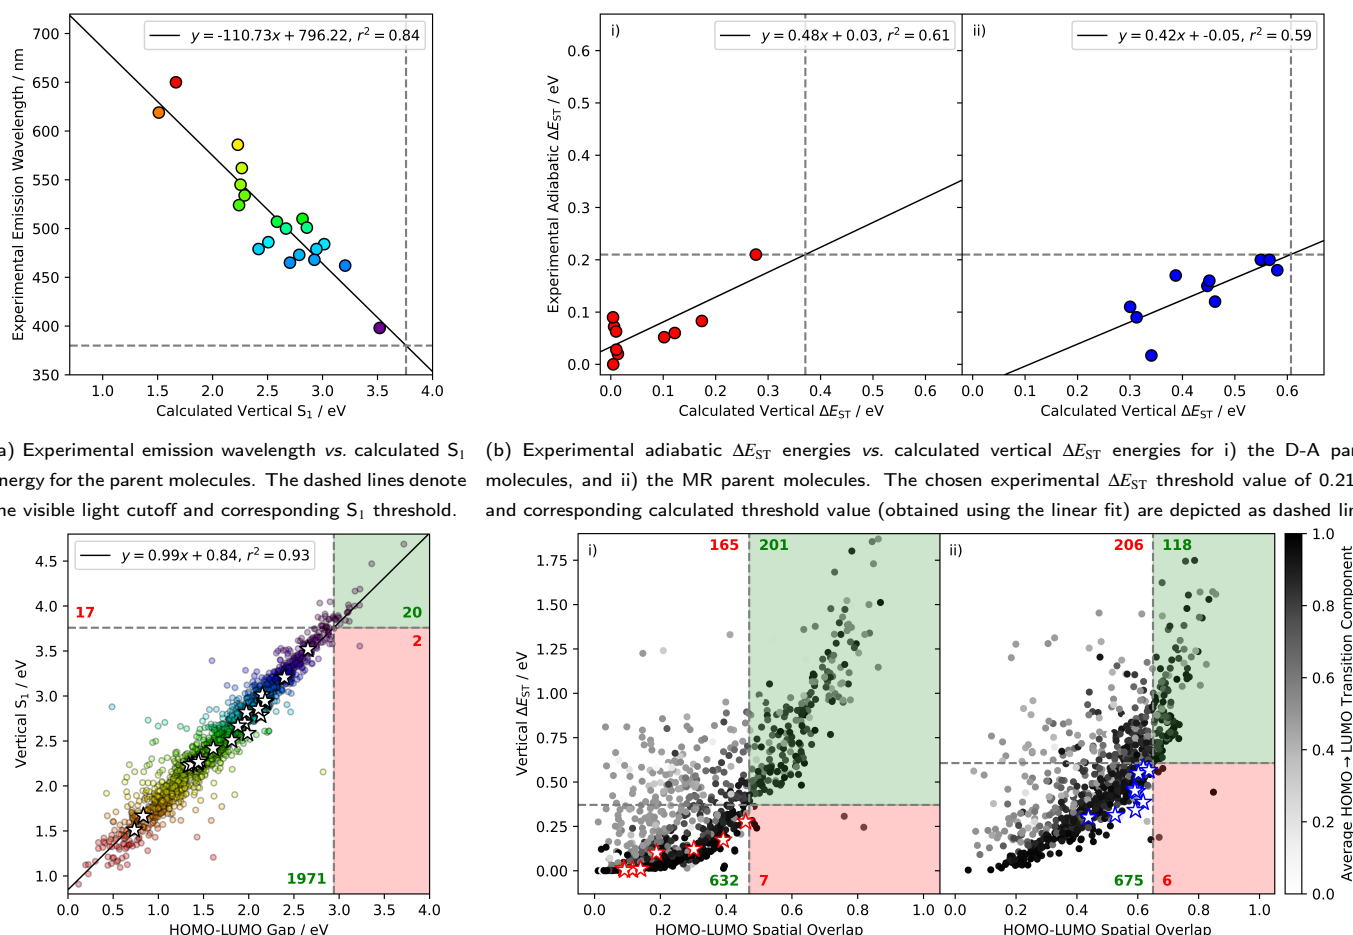 y = -110.73x + 796.22, r² = 0.84
700
650
600
550
500
450
400
350
Experimental Emission Wavelength / nm
1.0 1.5 2.0 2.5 3.0 3.5 4.0
Calculated Vertical S₁ / eV
i)
y = 0.48x + 0.03, r² = 0.61
0.6
0.5
0.4
0.3
0.2
0.1
0.0
Experimental Adiabatic ΔE_ST / eV
0.0 0.1 0.2 0.3 0.4 0.5 0.6
Calculated Vertical ΔE_ST / eV
ii)
y = 0.42x + -0.05, r² = 0.59
0.0 0.1 0.2 0.3 0.4 0.5 0.6
Calculated Vertical ΔE_ST / eV
a) Experimental emission wavelength vs. calculated S₁
nergy for the parent molecules. The dashed lines denote
he visible light cutoff and corresponding S₁ threshold.
(b) Experimental adiabatic ΔE_ST energies vs. calculated vertical ΔE_ST energies for i) the D-A par
molecules, and ii) the MR parent molecules. The chosen experimental ΔE_ST threshold value of 0.21
and corresponding calculated threshold value (obtained using the linear fit) are depicted as dashed lin
y = 0.99x + 0.84, r² = 0.93
17
20
2
1971
4.5
4.0
3.5
3.0
2.5
2.0
1.5
1.0
Vertical S₁ / eV
0.0 0.5 1.0 1.5 2.0 2.5 3.0 3.5 4.0
HOMO-LUMO Gap / eV
i)
165
201
632
7
1.75
1.50
1.25
1.00
0.75
0.50
0.25
0.00
Vertical ΔE_ST / eV
0.0 0.2 0.4 0.6 0.8 1.0
HOMO-LUMO Spatial Overlap
ii)
206
118
675
6
0.0 0.2 0.4 0.6 0.8 1.0
HOMO-LUMO Spatial Overlap
1.0
0.8
0.6
0.4
0.2
0.0
Average HOMO→LUMO Transition Component